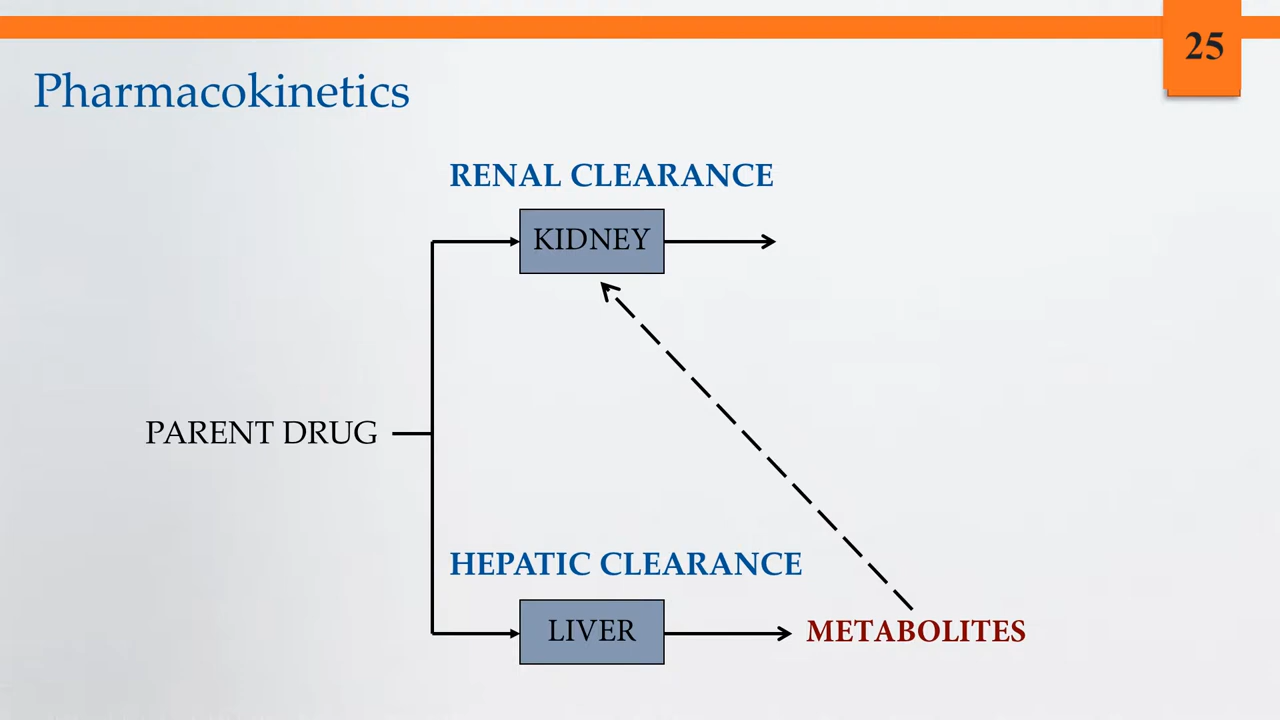 25
Pharmacokinetics
RENAL CLEARANCE
KIDNEY
PARENT DRUG
HEPATIC CLEARANCE
LIVER
METABOLITES